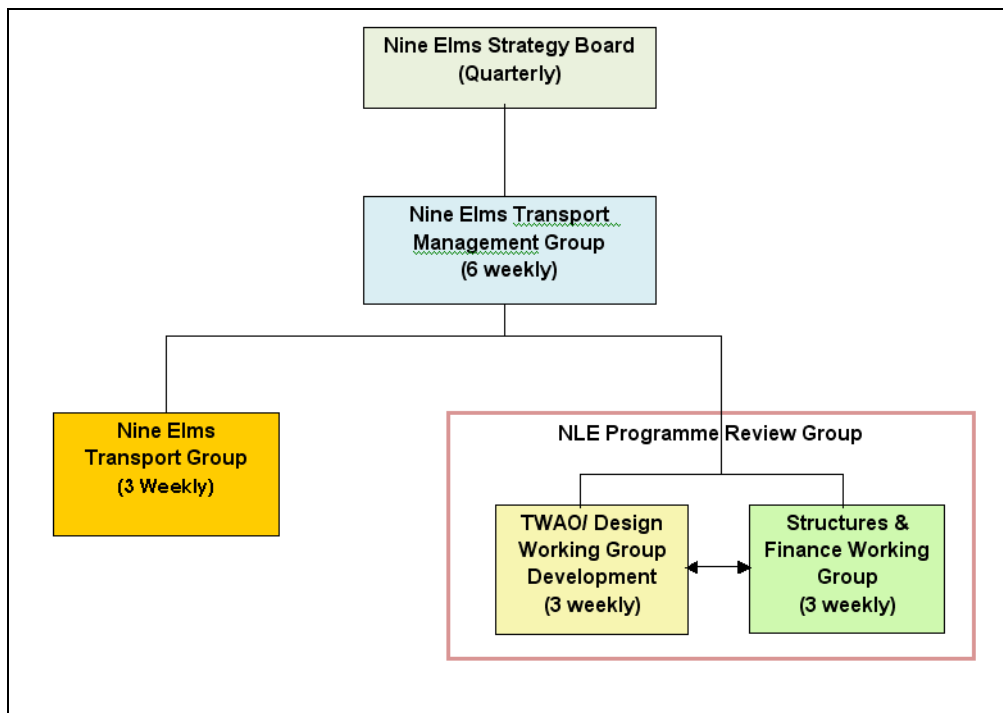 Nine Elms Strategy Board
(Quarterly)
Nine Elms Transport
Management Group
(6 weekly)
Nine Elms
Transport Group
(3 Weekly)
NLE Programme Review Group
TWAO/ Design
Working Group
Development
(3 weekly)
Structures &
Finance Working
Group
(3 weekly)